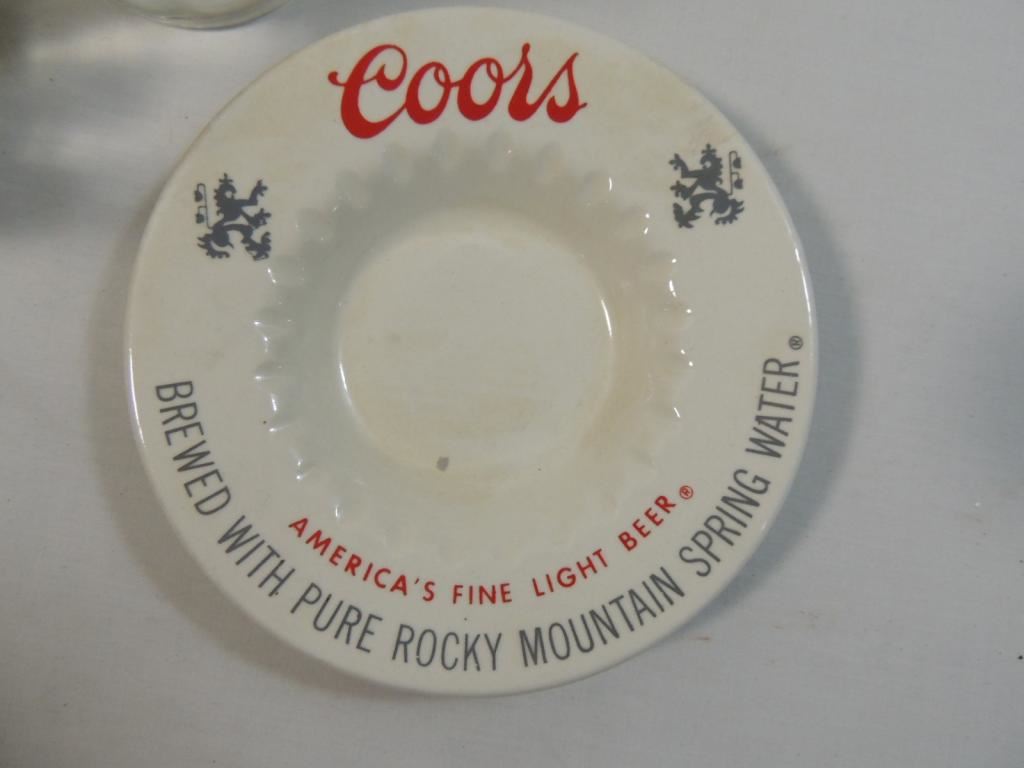 Coors
AMERICA'S FINE LIGHT BEER®
BREWED WITH PURE ROCKY MOUNTAIN SPRING WATER®